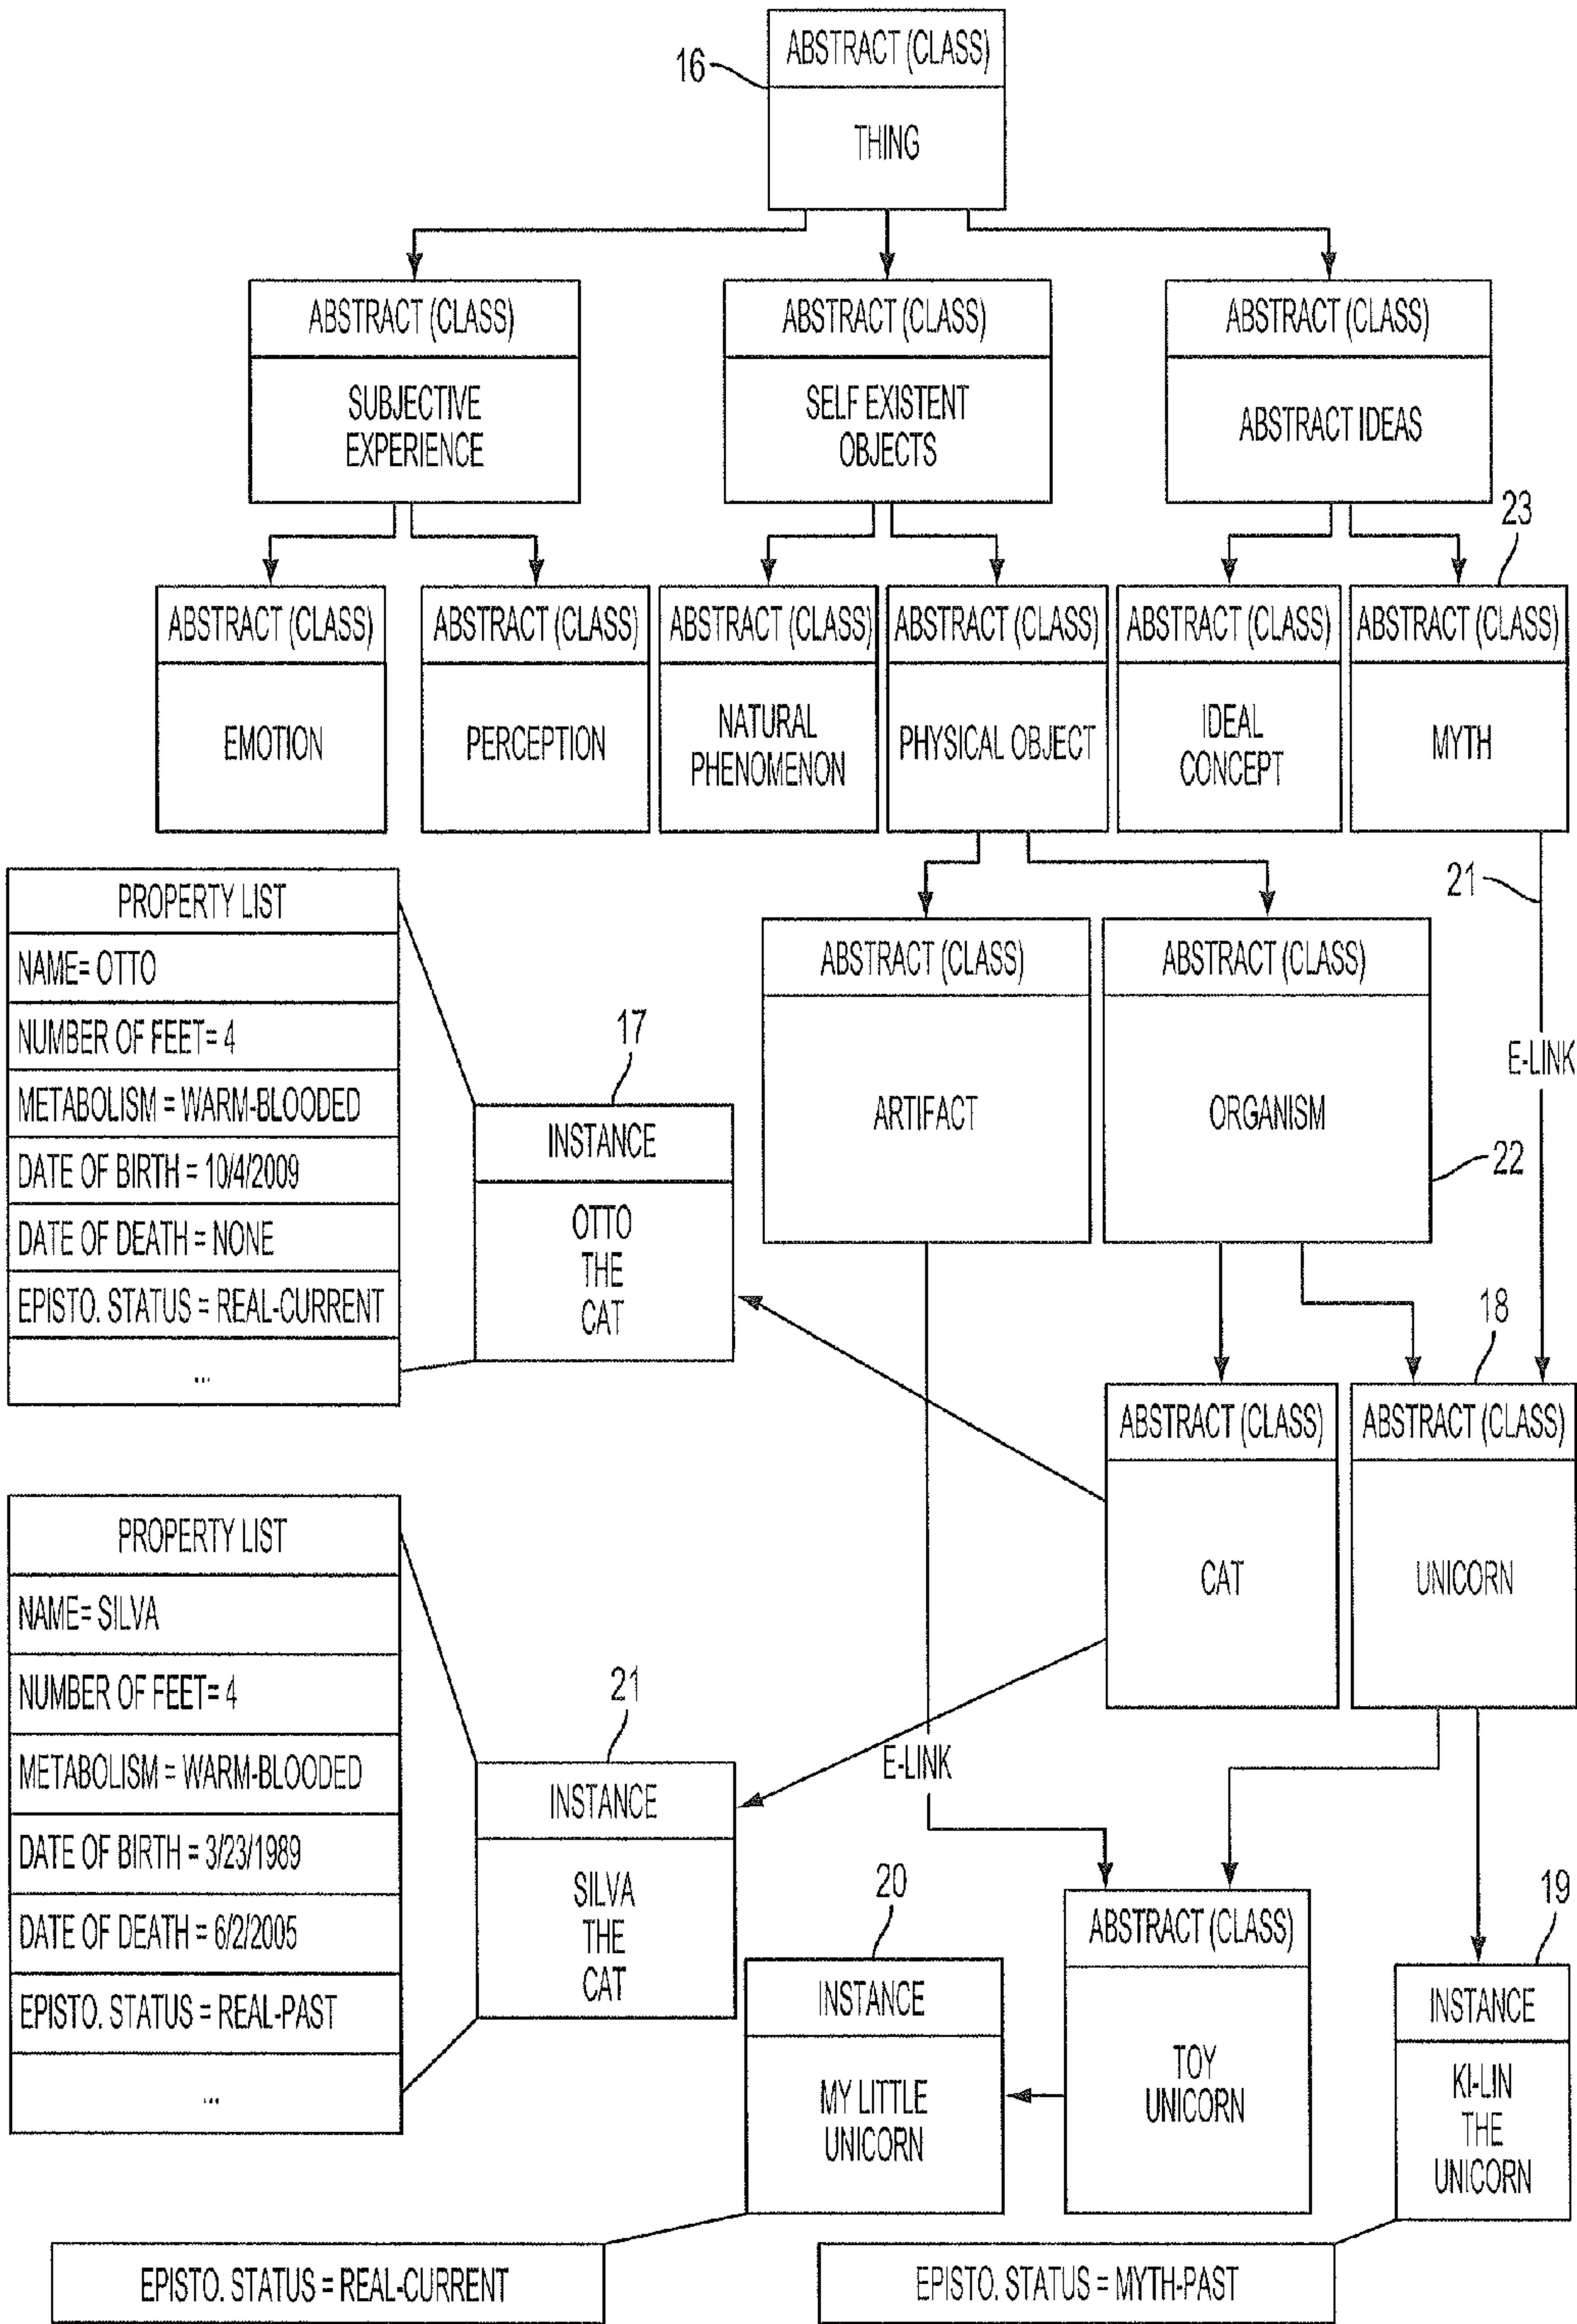 ABSTRACT (CLASS)
16
THING
ABSTRACT (CLASS)
SUBJECTIVE
EXPERIENCE
ABSTRACT (CLASS)
SELF EXISTENT
OBJECTS
ABSTRACT (CLASS)
ABSTRACT IDEAS
23
ABSTRACT (CLASS)
EMOTION
ABSTRACT (CLASS)
PERCEPTION
ABSTRACT (CLASS)
NATURAL
PHENOMENON
ABSTRACT (CLASS)
PHYSICAL OBJECT
ABSTRACT (CLASS)
IDEAL
CONCEPT
ABSTRACT (CLASS)
MYTH
21
E-LINK
PROPERTY LIST
NAME= OTTO
NUMBER OF FEET= 4
METABOLISM = WARM-BLOODED
DATE OF BIRTH = 10/4/2009
DATE OF DEATH = NONE
EPISTO. STATUS = REAL-CURRENT
...
17
INSTANCE
OTTO
THE
CAT
ABSTRACT (CLASS)
ARTIFACT
ABSTRACT (CLASS)
ORGANISM
22
18
ABSTRACT (CLASS)
CAT
ABSTRACT (CLASS)
UNICORN
PROPERTY LIST
NAME= SILVA
NUMBER OF FEET= 4
METABOLISM = WARM-BLOODED
DATE OF BIRTH = 3/23/1989
DATE OF DEATH = 6/2/2005
EPISTO. STATUS = REAL-PAST
...
21
INSTANCE
SILVA
THE
CAT
E-LINK
20
INSTANCE
MY LITTLE
UNICORN
ABSTRACT (CLASS)
TOY
UNICORN
19
INSTANCE
KI-LIN
THE
UNICORN
EPISTO. STATUS = REAL-CURRENT
EPISTO. STATUS = MYTH-PAST